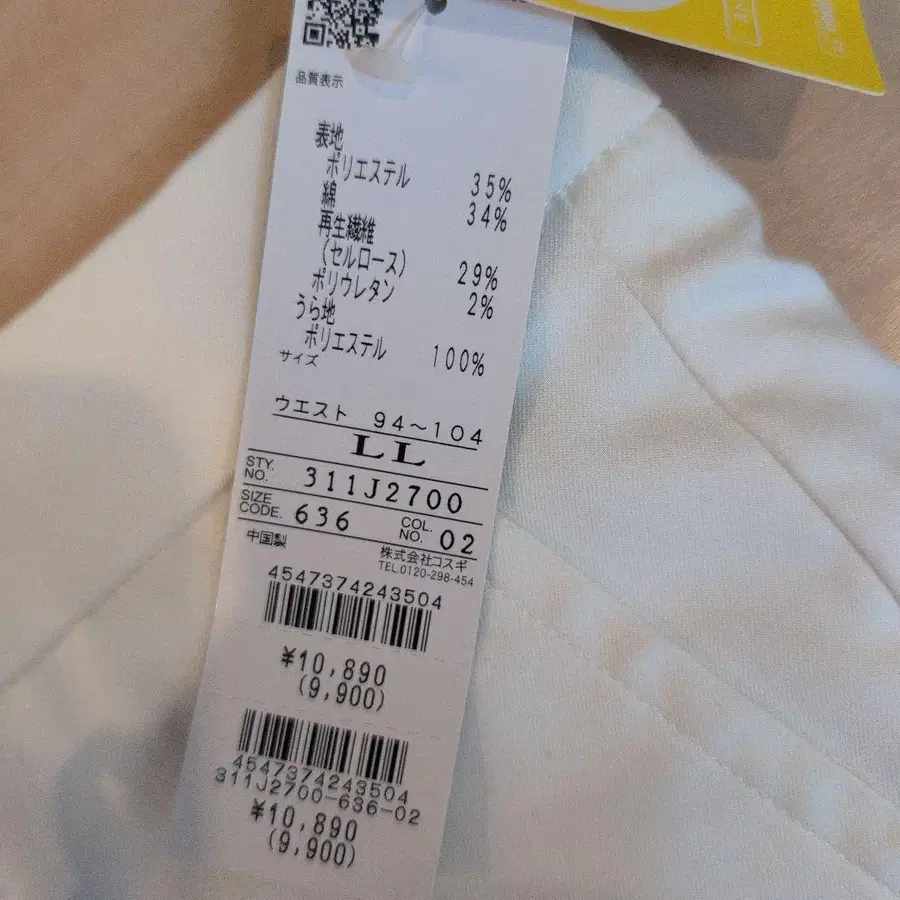 品質表示
表地
ポリエステル 35%
綿 34%
再生繊維
(セルロース) 29%
ポリウレタン 2%
うら地
ポリエステル 100%
サイズ
ウエスト 94～104
LL
STY. NO. 311J2700
SIZE CODE. 636 COL. NO. 02
中国製 株式会社コスギ
TEL.0120-298-454
4547374243504
¥10,890
(9,900)
4547374243504
311J2700-636-02
¥10,890
(9,900)